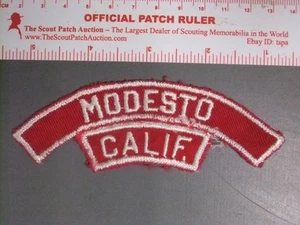 OFFICIAL PATCH RULER
The Scout Patch Auction - The Largest Dealer of Scouting Memorabilia in the World
www.TheScoutPatchAuction.com Ebay ID: tspa
MODESTO
CALIF.